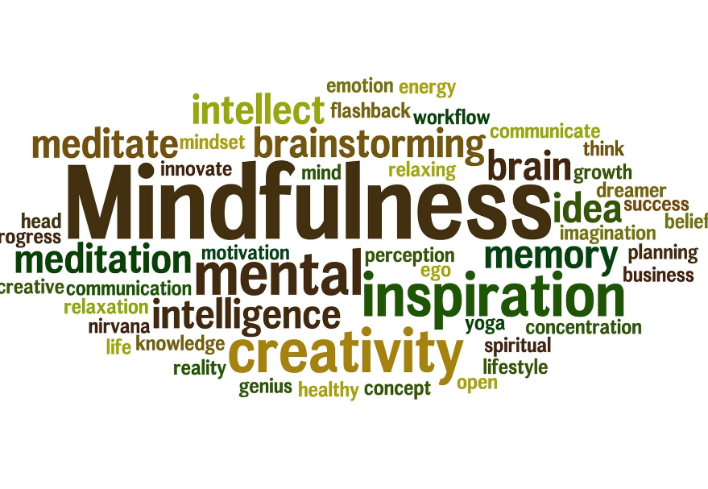 emotion energy
intellect flashback workflow
meditate mindset brainstorming communicate
think
innovate mind relaxing brain growth
Mindfulness
dreamer
idea success
head imagination belief
rogress
meditation motivation perception memory planning
mental ego business
creative communication inspiration
relaxation intelligence
nirvana yoga concentration
life knowledge creativity spiritual
reality lifestyle
genius healthy concept open